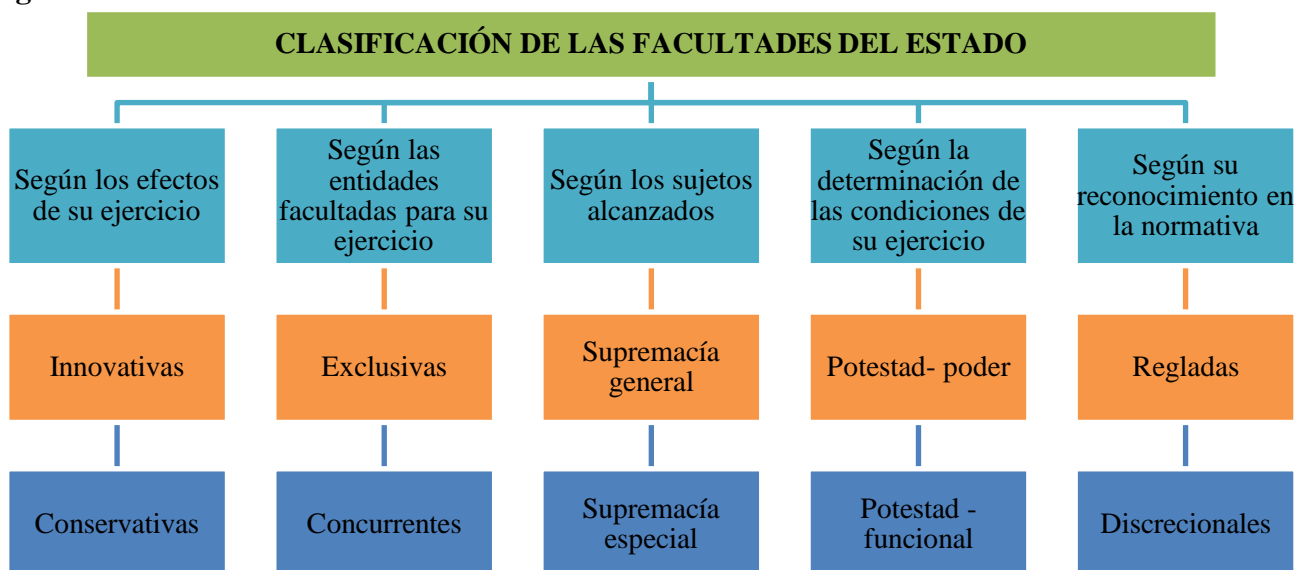 CLASIFICACIÓN DE LAS FACULTADES DEL ESTADO
Según los efectos
de su ejercicio
Según las
entidades
facultadas para su
ejercicio
Según los sujetos
alcanzados
Según la
determinación de
las condiciones de
su ejercicio
Según su
reconocimiento en
la normativa
Innovativas
Exclusivas
Supremacía
general
Potestad- poder
Regladas
Conservativas
Concurrentes
Supremacía
especial
Potestad -
funcional
Discrecionales